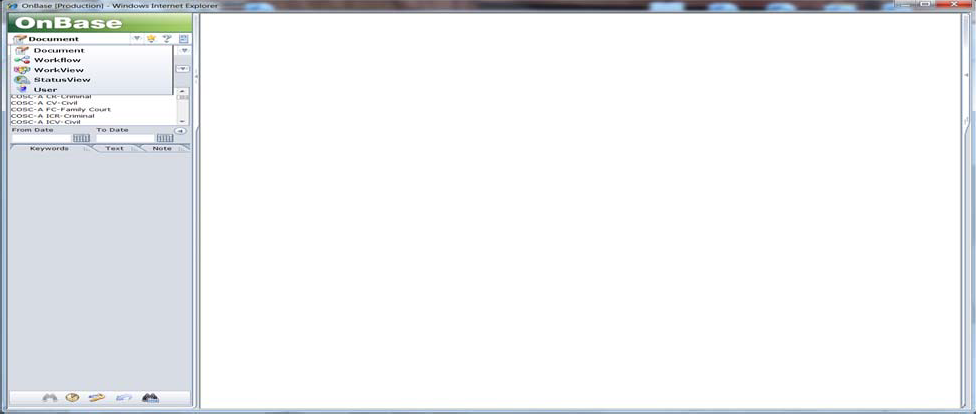 OnBase [Production] - Windows Internet Explorer
OnBase
Document
Document
Workflow
WorkView
StatusView
User
COSC-A CR-Criminal
COSC-A CV-Civil
COSC-A FC-Family Court
COSC-A ICR-Criminal
COSC-A ICV-Civil
From Date To Date
Keywords Text Note